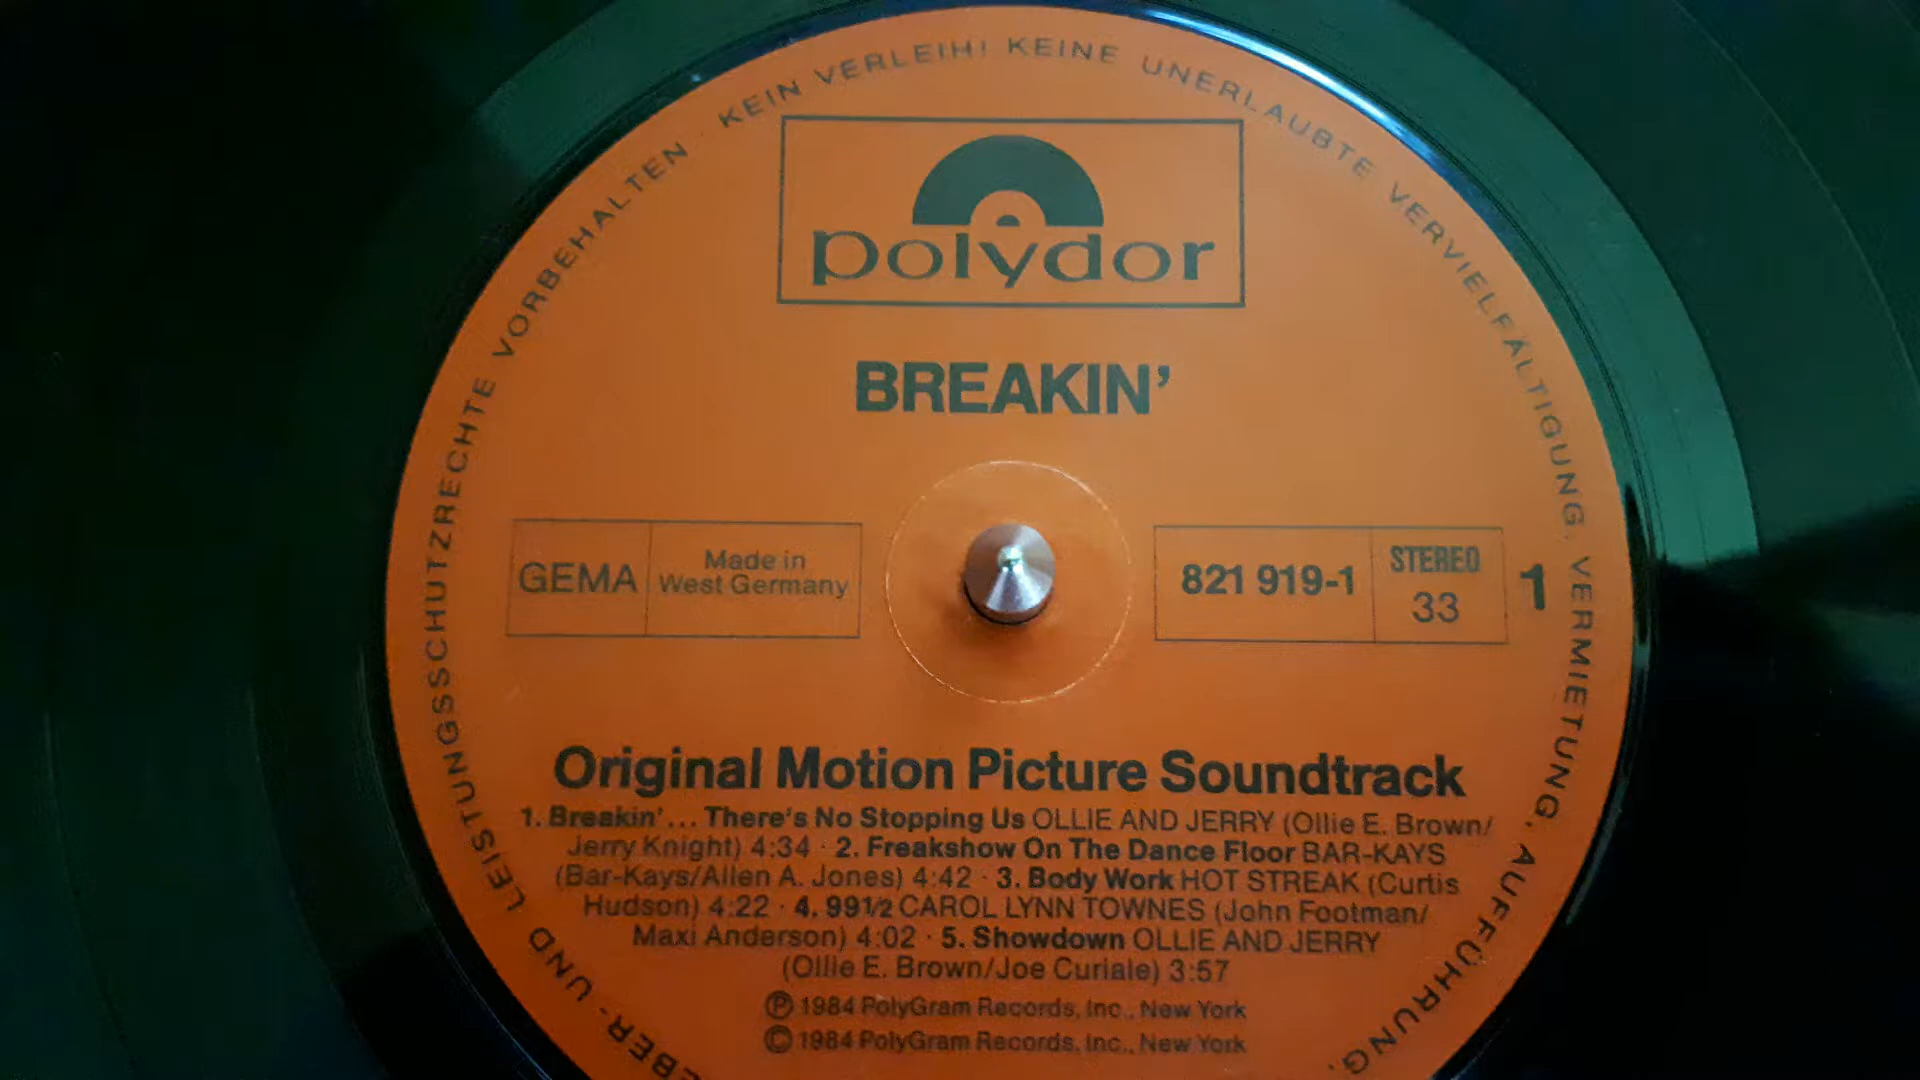 EBER- UND LEISTUNGSSCHUTZRECHTE VORBEHALTEN · KEIN VERLEIH! KEINE UNERLAUBTE VERVIELFÄLTIGUNG, VERMIETUNG, AUFFÜHRUNG,
polydor
BREAKIN'
GEMA
Made in
West Germany
821 919-1
STEREO
33
1
Original Motion Picture Soundtrack
1. Breakin'... There's No Stopping Us OLLIE AND JERRY (Ollie E. Brown/
Jerry Knight) 4:34 · 2. Freakshow On The Dance Floor BAR-KAYS
(Bar-Kays/Allen A. Jones) 4:42 · 3. Body Work HOT STREAK (Curtis
Hudson) 4:22 · 4. 99½ CAROL LYNN TOWNES (John Footman/
Maxi Anderson) 4:02 · 5. Showdown OLLIE AND JERRY
(Ollie E. Brown/Joe Curiale) 3:57
Ⓟ 1984 PolyGram Records, Inc., New York
© 1984 PolyGram Records, Inc., New York